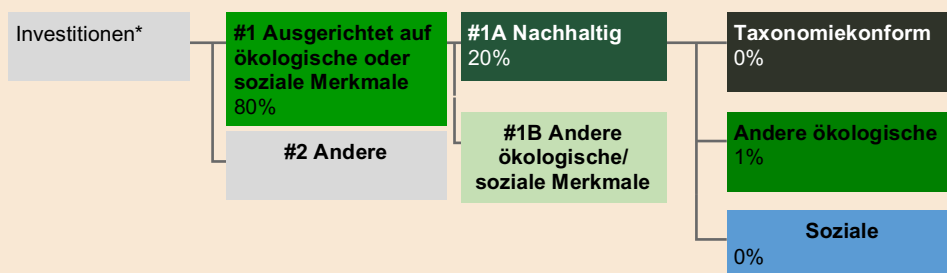 Investitionen*
#1 Ausgerichtet auf
ökologische oder
soziale Merkmale
80%
#2 Andere
#1A Nachhaltig
20%
#1B Andere
ökologische/
soziale Merkmale
Taxonomiekonform
0%
Andere ökologische
1%
Soziale
0%